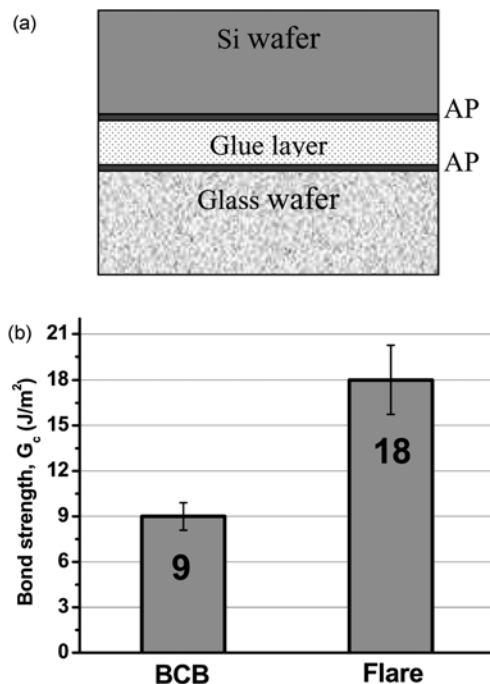 (a)
Si wafer
AP
Glue layer
AP
Glass wafer
(b)
Bond strength, G_c (J/m²)
21
18
15
12
9
6
3
0
9
18
BCB
Flare